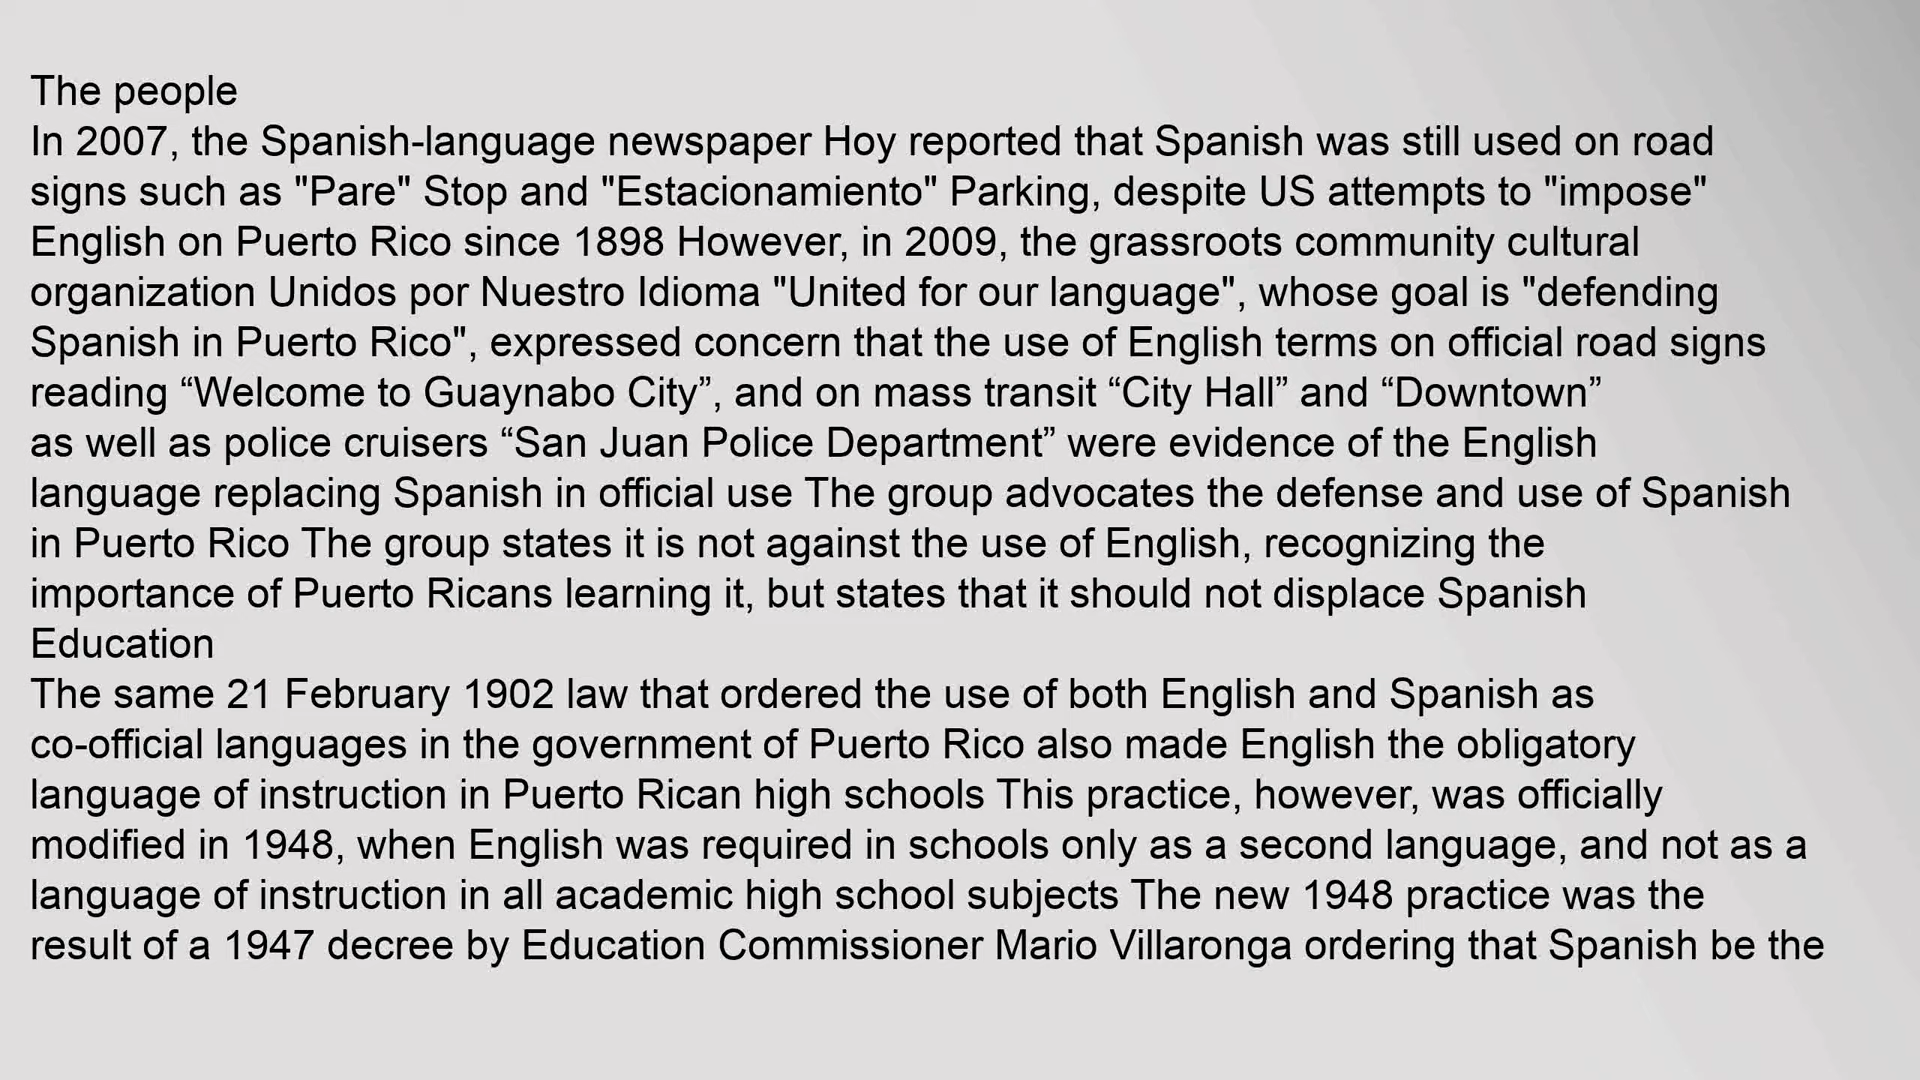 The people
In 2007, the Spanish-language newspaper Hoy reported that Spanish was still used on road
signs such as "Pare" Stop and "Estacionamiento" Parking, despite US attempts to "impose"
English on Puerto Rico since 1898 However, in 2009, the grassroots community cultural
organization Unidos por Nuestro Idioma "United for our language", whose goal is "defending
Spanish in Puerto Rico", expressed concern that the use of English terms on official road signs
reading “Welcome to Guaynabo City”, and on mass transit “City Hall” and “Downtown”
as well as police cruisers “San Juan Police Department” were evidence of the English
language replacing Spanish in official use The group advocates the defense and use of Spanish
in Puerto Rico The group states it is not against the use of English, recognizing the
importance of Puerto Ricans learning it, but states that it should not displace Spanish
Education
The same 21 February 1902 law that ordered the use of both English and Spanish as
co-official languages in the government of Puerto Rico also made English the obligatory
language of instruction in Puerto Rican high schools This practice, however, was officially
modified in 1948, when English was required in schools only as a second language, and not as a
language of instruction in all academic high school subjects The new 1948 practice was the
result of a 1947 decree by Education Commissioner Mario Villaronga ordering that Spanish be the